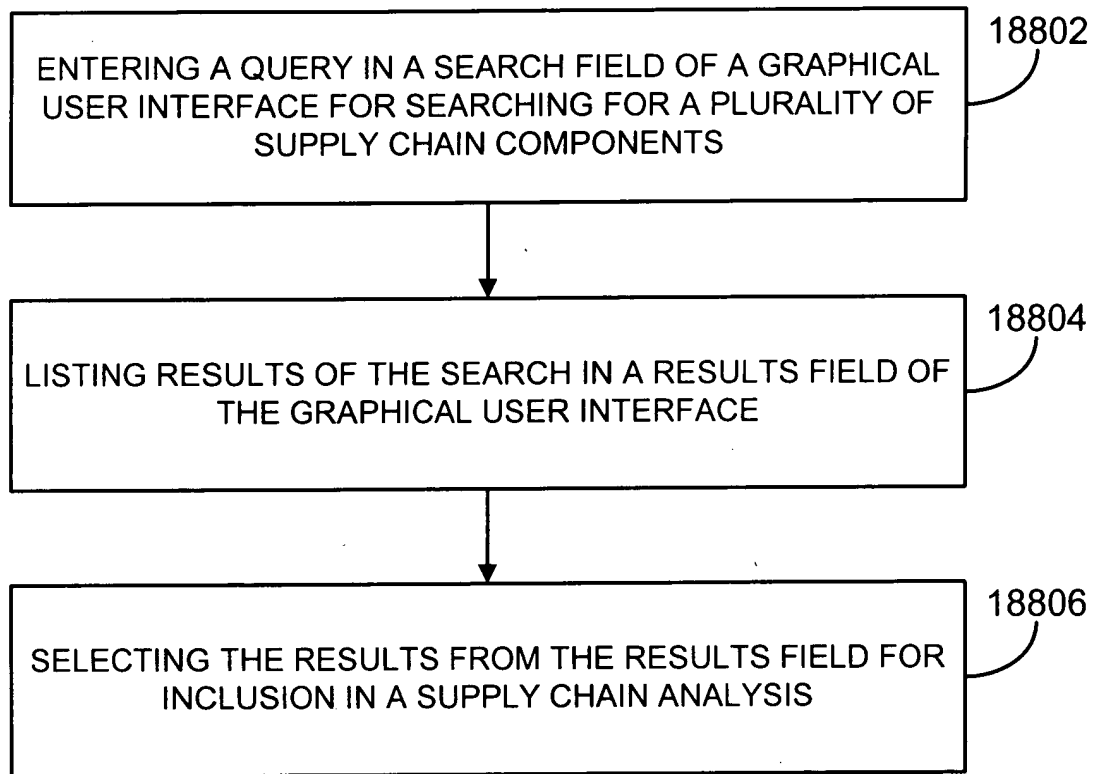 18802
ENTERING A QUERY IN A SEARCH FIELD OF A GRAPHICAL
USER INTERFACE FOR SEARCHING FOR A PLURALITY OF
SUPPLY CHAIN COMPONENTS
18804
LISTING RESULTS OF THE SEARCH IN A RESULTS FIELD OF
THE GRAPHICAL USER INTERFACE
18806
SELECTING THE RESULTS FROM THE RESULTS FIELD FOR
INCLUSION IN A SUPPLY CHAIN ANALYSIS